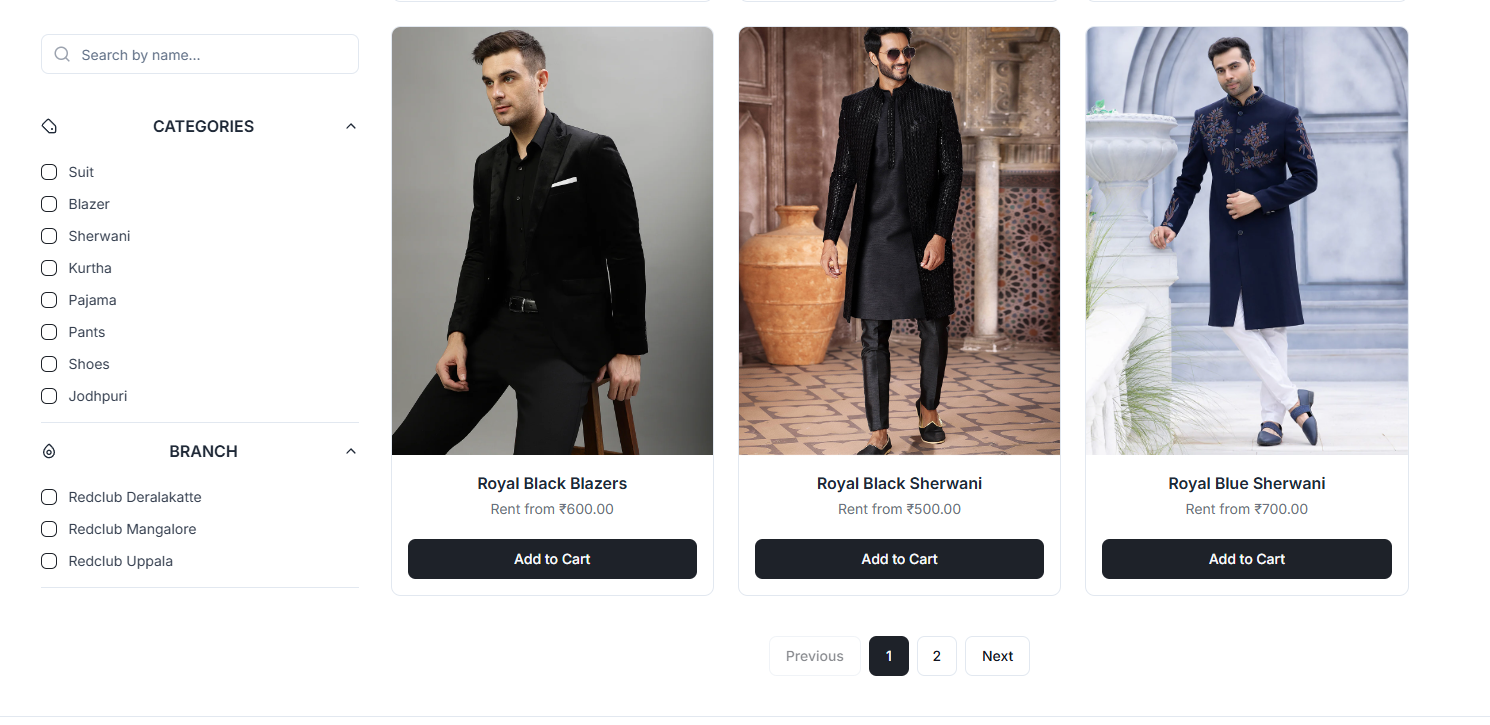 Search by name...
CATEGORIES
Suit
Blazer
Sherwani
Kurtha
Pajama
Pants
Shoes
Jodhpuri
BRANCH
Redclub Deralakatte
Redclub Mangalore
Redclub Uppala
Royal Black Blazers
Rent from ₹600.00
Add to Cart
Royal Black Sherwani
Rent from ₹500.00
Add to Cart
Royal Blue Sherwani
Rent from ₹700.00
Add to Cart
Previous 1 2 Next